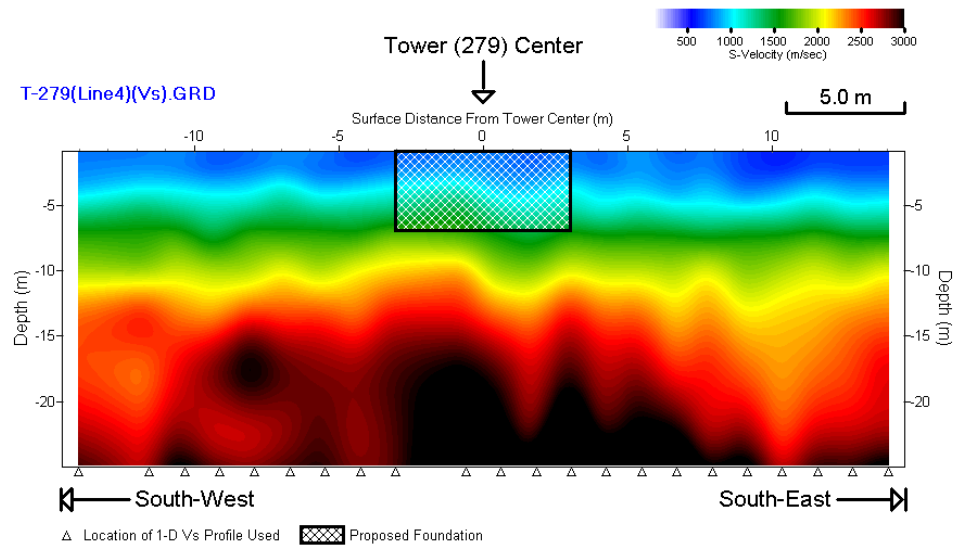 500 1000 1500 2000 2500 3000
S-Velocity (m/sec)
Tower (279) Center
T-279(Line4)(Vs).GRD
5.0 m
Surface Distance From Tower Center (m)
-10 -5 0 5 10
-5 -5
-10 -10
Depth (m) Depth (m)
-15 -15
-20 -20
South-West South-East
Location of 1-D Vs Profile Used Proposed Foundation